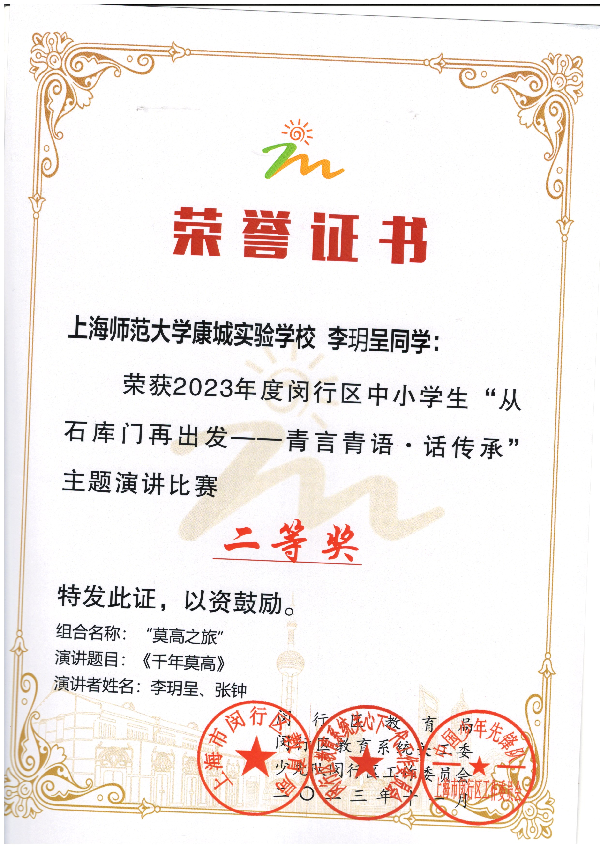 荣誉证书
上海师范大学康城实验学校 李玥呈同学：
荣获2023年度闵行区中小学生“从
石库门再出发——青言青语·话传承”
主题演讲比赛
二等奖
特发此证，以资鼓励。
组合名称：“莫高之旅”
演讲题目：《千年莫高》
演讲者姓名：李玥呈、张钟
闵行区教育局
闵行区教育系统关工委
少先队闵行区工作委员会
二〇二三年十一月
上海市闵行区教育局
中国少年先锋队
上海市闵行区工作委员会